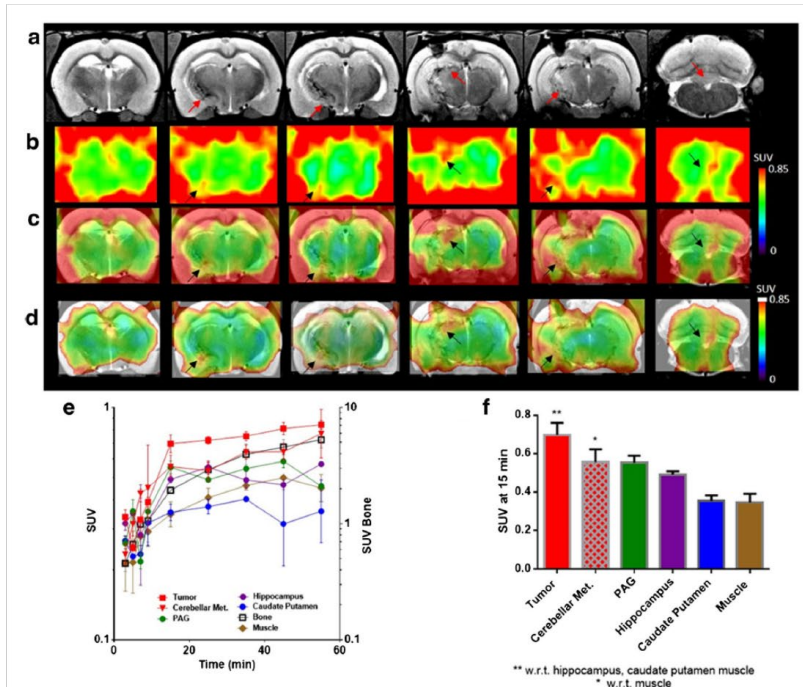 a
b
SUV
0.85
0
c
SUV
0.85
d
0
e
f
1
10
SUV
1
SUV Bone
Tumor
Cerebellar Met.
PAG
Hippocampus
Caudate Putamen
Bone
Muscle
0.1
0.1
0
20
40
60
Time (min)
0.8
0.6
0.4
0.2
0.0
SUV at 15 min
**
*
Tumor
Cerebellar Met.
PAG
Hippocampus
Caudate Putamen
Muscle
** w.r.t. hippocampus, caudate putamen muscle
* w.r.t. muscle